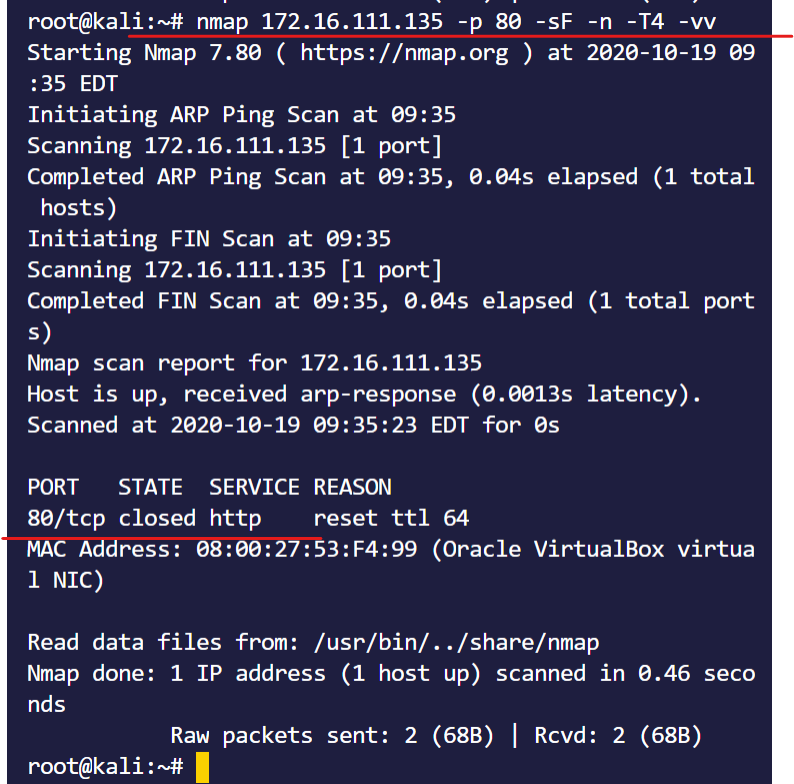 root@kali:~# nmap 172.16.111.135 -p 80 -sF -n -T4 -vv
Starting Nmap 7.80 ( https://nmap.org ) at 2020-10-19 09
:35 EDT
Initiating ARP Ping Scan at 09:35
Scanning 172.16.111.135 [1 port]
Completed ARP Ping Scan at 09:35, 0.04s elapsed (1 total
 hosts)
Initiating FIN Scan at 09:35
Scanning 172.16.111.135 [1 port]
Completed FIN Scan at 09:35, 0.04s elapsed (1 total port
s)
Nmap scan report for 172.16.111.135
Host is up, received arp-response (0.0013s latency).
Scanned at 2020-10-19 09:35:23 EDT for 0s

PORT   STATE  SERVICE REASON
80/tcp closed http    reset ttl 64
MAC Address: 08:00:27:53:F4:99 (Oracle VirtualBox virtua
l NIC)

Read data files from: /usr/bin/../share/nmap
Nmap done: 1 IP address (1 host up) scanned in 0.46 seco
nds
           Raw packets sent: 2 (68B) | Rcvd: 2 (68B)
root@kali:~#